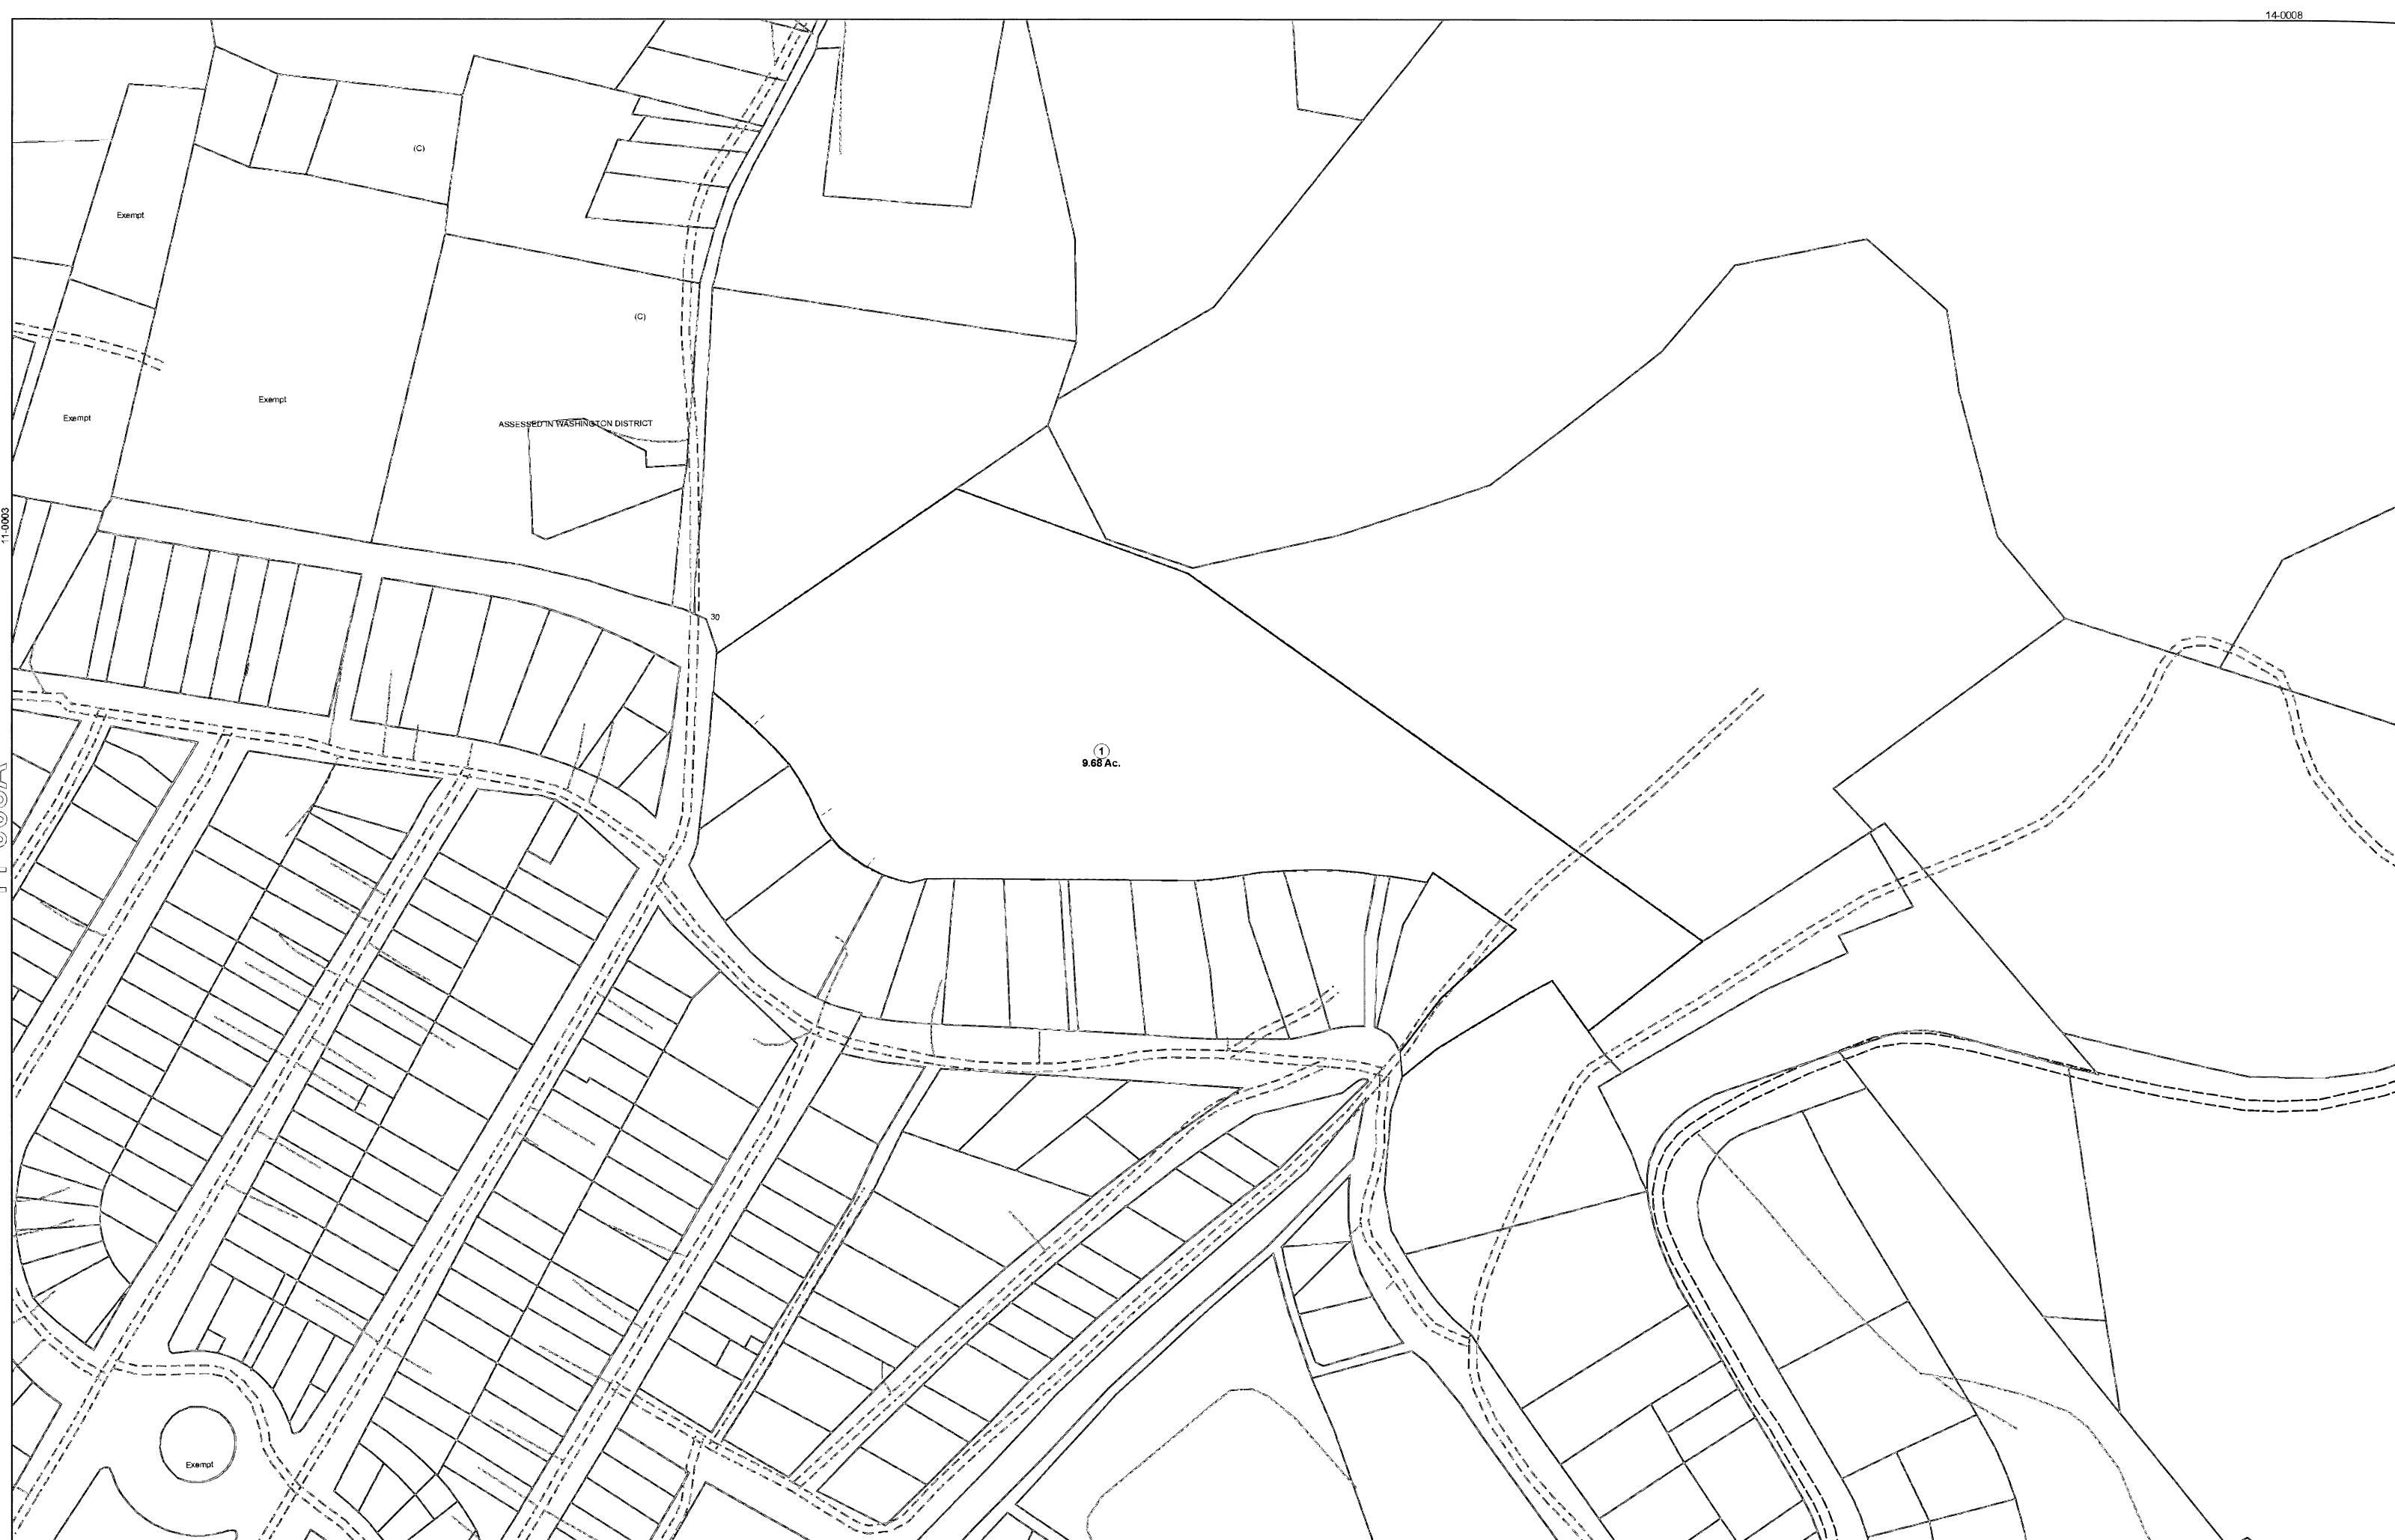 14-0008
(C)
Exempt
(C)
Exempt
Exempt
ASSESSED IN WASHINGTON DISTRICT
11-0003
30
1
9.68 Ac.
Exempt